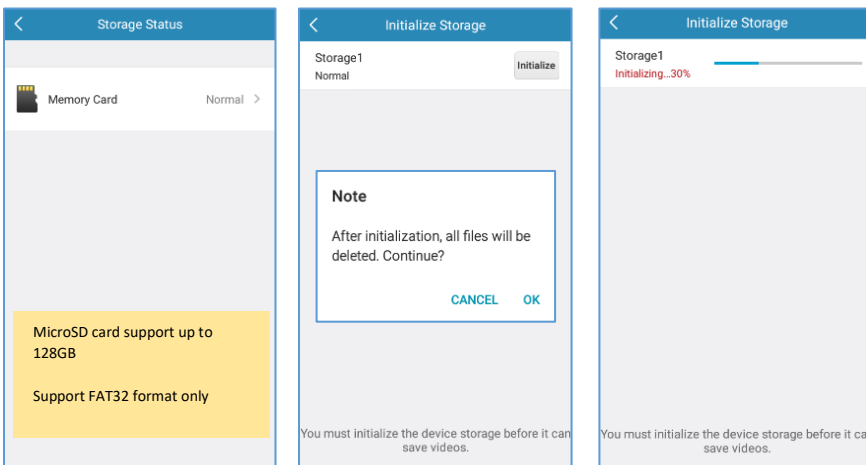 Storage Status
Memory Card Normal
MicroSD card support up to
128GB
Support FAT32 format only
Initialize Storage
Storage1
Normal
Initialize
Note
After initialization, all files will be
deleted. Continue?
CANCEL OK
You must initialize the device storage before it can
save videos.
Initialize Storage
Storage1
Initializing...30%
You must initialize the device storage before it ca
save videos.